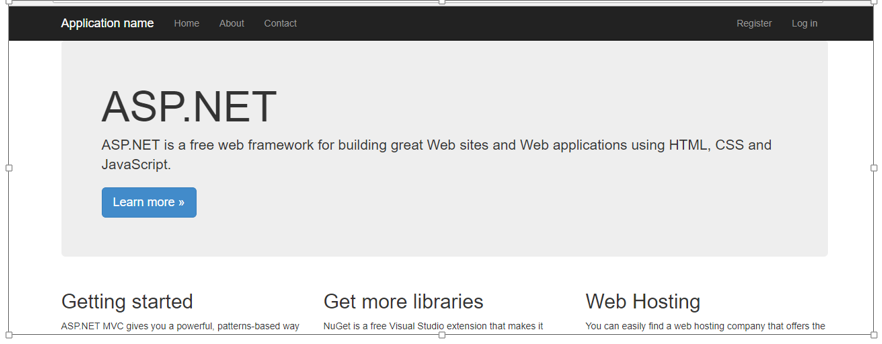 Application name Home About Contact Register Log in
ASP.NET
ASP.NET is a free web framework for building great Web sites and Web applications using HTML, CSS and
JavaScript.
Learn more »
Getting started
ASP.NET MVC gives you a powerful, patterns-based way
Get more libraries
NuGet is a free Visual Studio extension that makes it
Web Hosting
You can easily find a web hosting company that offers the